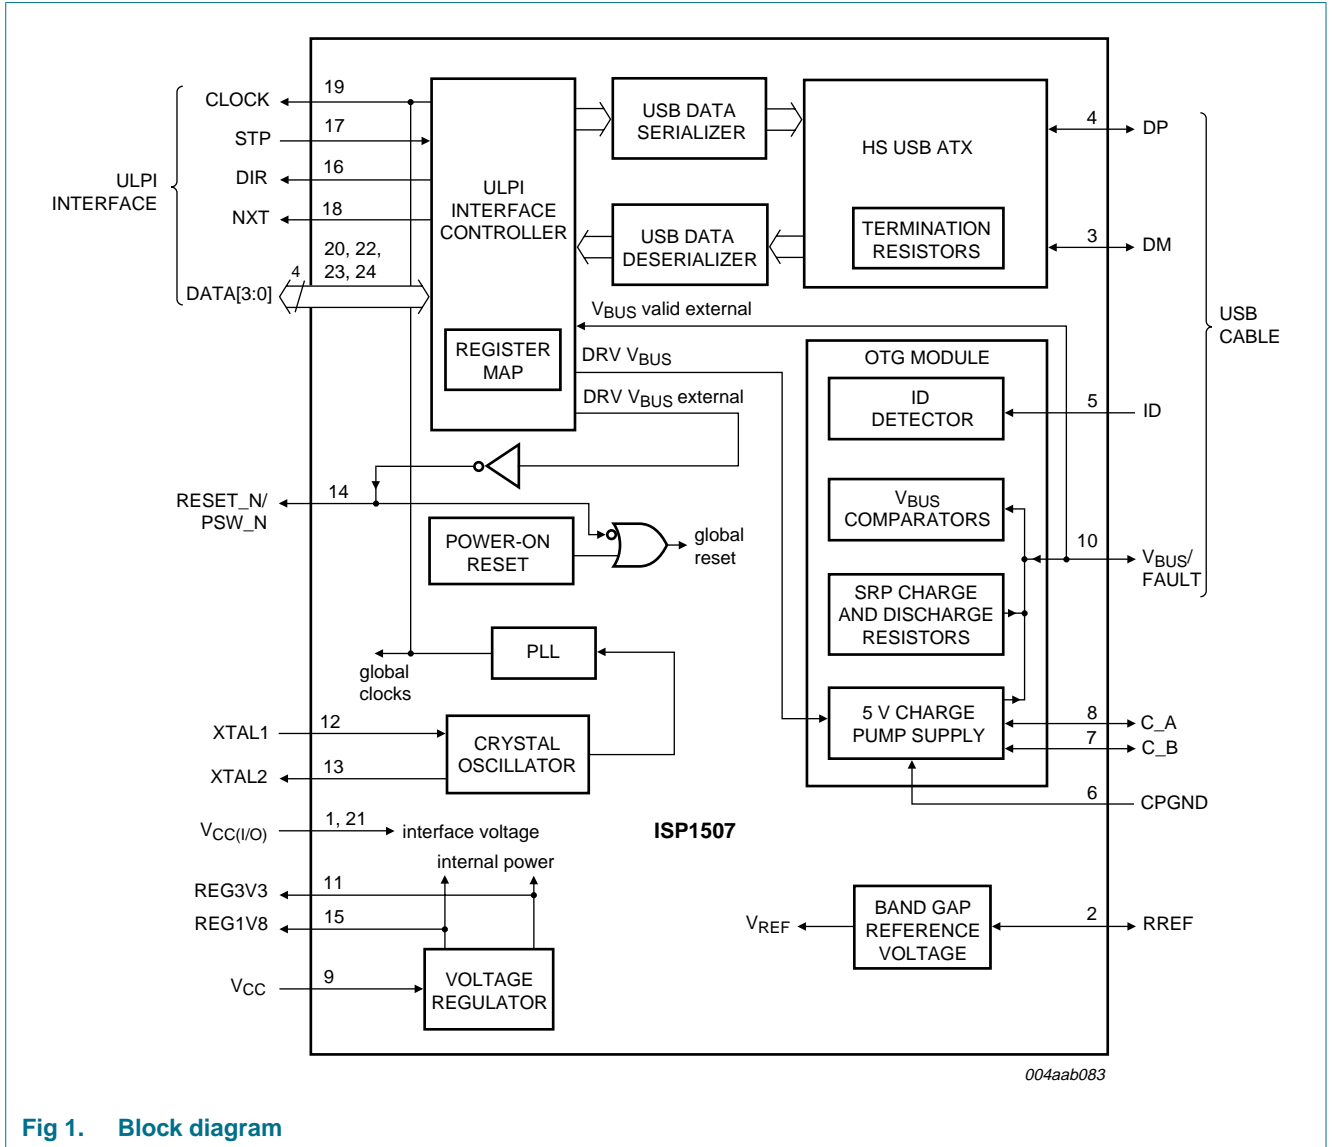 CLOCK
19
STP
17
DIR
16
NXT
18
DATA[3:0]
4
20, 22,
23, 24
ULPI
INTERFACE
ULPI
INTERFACE
CONTROLLER
REGISTER
MAP
USB DATA
SERIALIZER
USB DATA
DESERIALIZER
HS USB ATX
TERMINATION
RESISTORS
4
DP
3
DM
USB
CABLE
VBUS valid external
DRV VBUS
DRV VBUS external
OTG MODULE
ID
DETECTOR
5
ID
VBUS
COMPARATORS
10
VBUS/
FAULT
SRP CHARGE
AND DISCHARGE
RESISTORS
5 V CHARGE
PUMP SUPPLY
8
C_A
7
C_B
6
CPGND
RESET_N/
PSW_N
14
POWER-ON
RESET
global
reset
PLL
global
clocks
XTAL1
12
XTAL2
13
CRYSTAL
OSCILLATOR
VCC(I/O)
1, 21
interface voltage
internal power
ISP1507
REG3V3
11
REG1V8
15
VCC
9
VOLTAGE
REGULATOR
VREF
BAND GAP
REFERENCE
VOLTAGE
2
RREF
004aab083
Fig 1. Block diagram